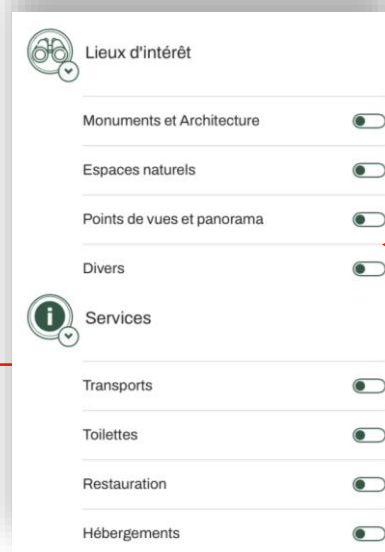 Lieux d'intérêt
Monuments et Architecture
Espaces naturels
Points de vues et panorama
Divers
Services
Transports
Toilettes
Restauration
Hébergements